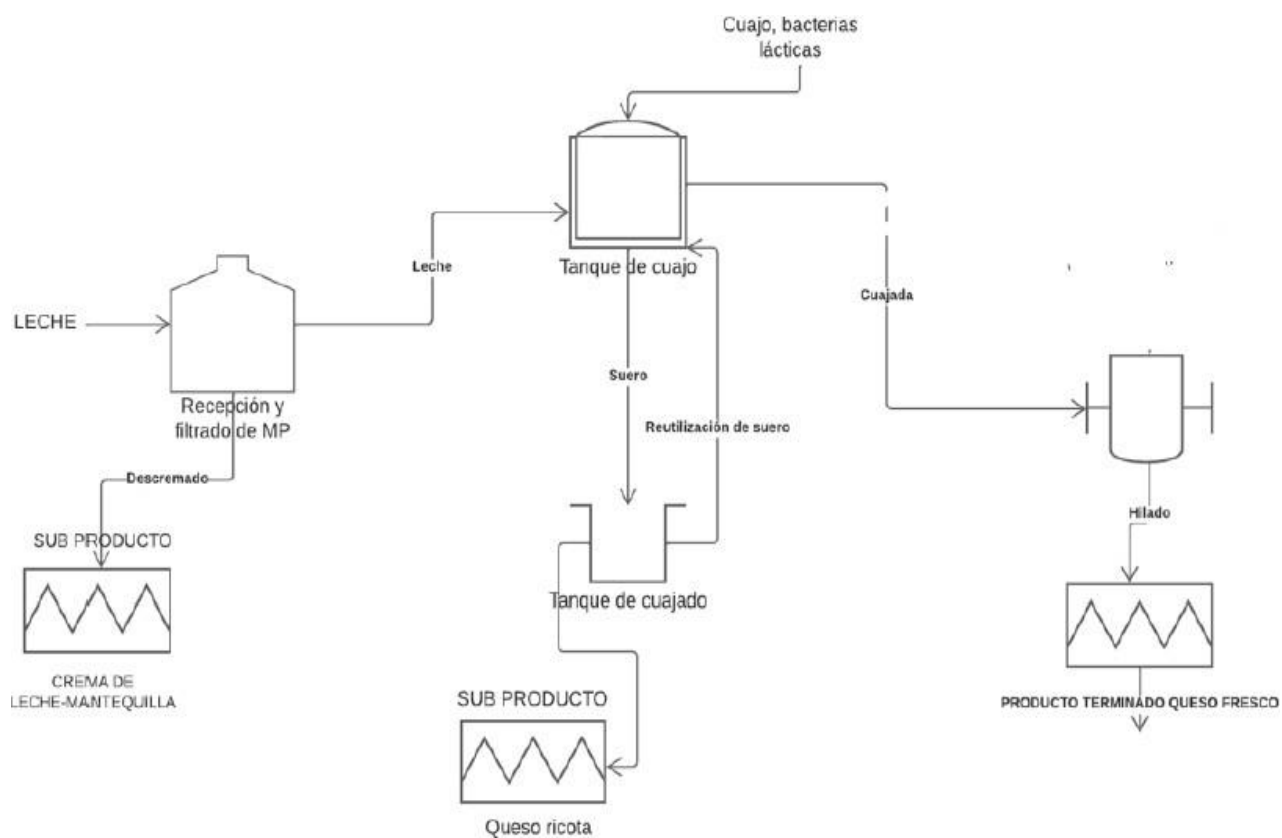 Cuajo, bacterias
lácticas
Tanque de cuajo
Leche
LECHE
Cuajada
Recepción y
filtrado de MP
Suero
Reutilización de suero
Descremado
Hilado
SUB PRODUCTO
Tanque de cuajado
CREMA DE
LECHE-MANTEQUILLA
SUB PRODUCTO
PRODUCTO TERMINADO QUESO FRESCO
Queso ricota